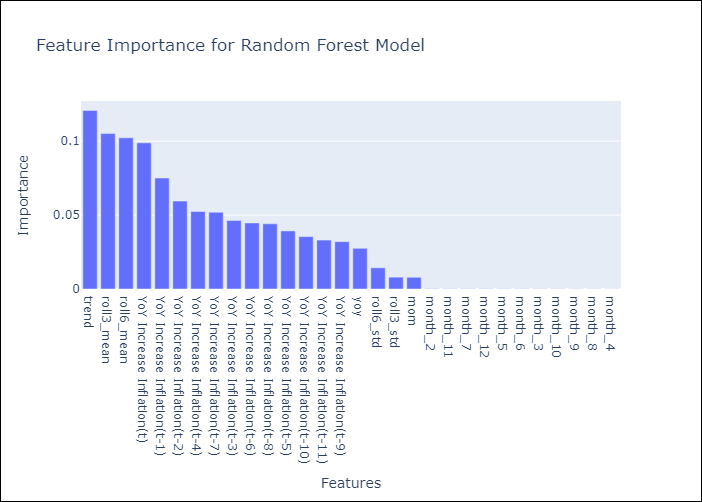 Feature Importance for Random Forest Model
Importance
0.1
0.05
0
trend
roll3_mean
roll6_mean
YoY Increase Inflation(t)
YoY Increase Inflation(t-1)
YoY Increase Inflation(t-2)
YoY Increase Inflation(t-4)
YoY Increase Inflation(t-7)
YoY Increase Inflation(t-3)
YoY Increase Inflation(t-6)
YoY Increase Inflation(t-8)
YoY Increase Inflation(t-5)
YoY Increase Inflation(t-10)
YoY Increase Inflation(t-11)
YoY Increase Inflation(t-9)
yoy
roll6_std
roll3_std
mom
month_2
month_11
month_7
month_12
month_5
month_6
month_3
month_10
month_9
month_8
month_4
Features